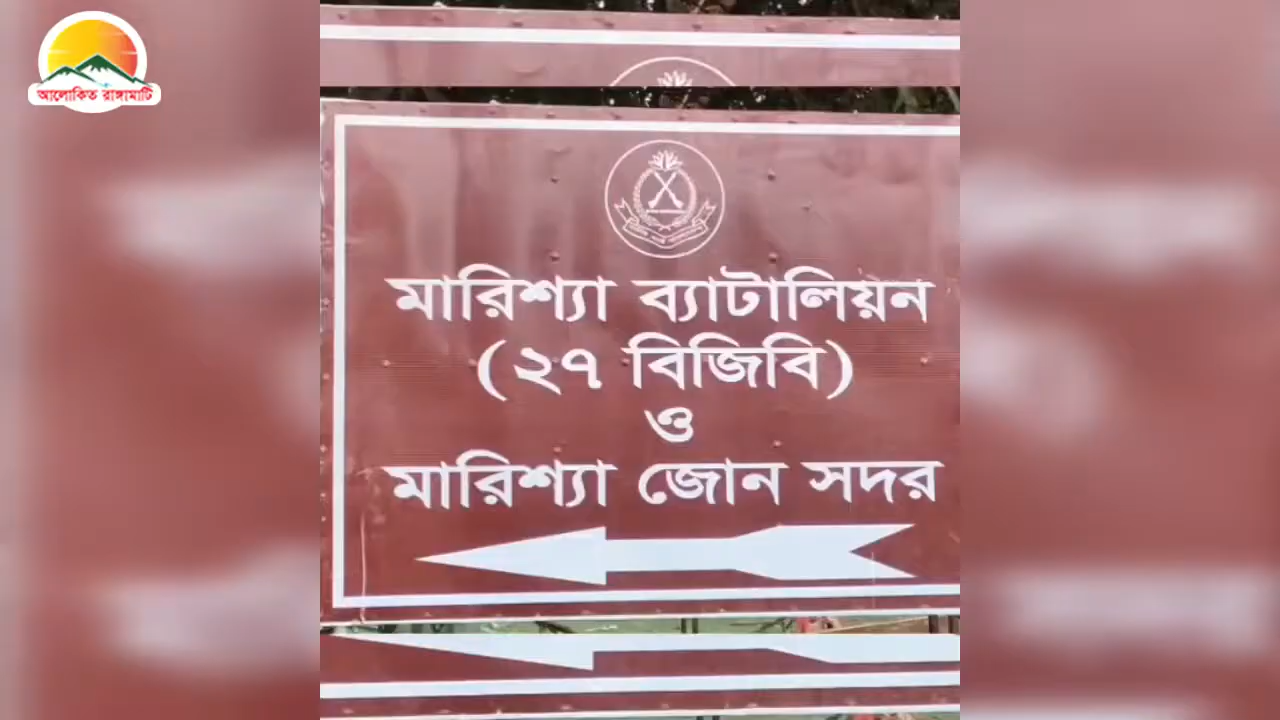 আলোকিত রাঙ্গামাটি
মারিশ্যা ব্যাটালিয়ন
(২৭ বিজিবি)
ও
মারিশ্যা জোন সদর